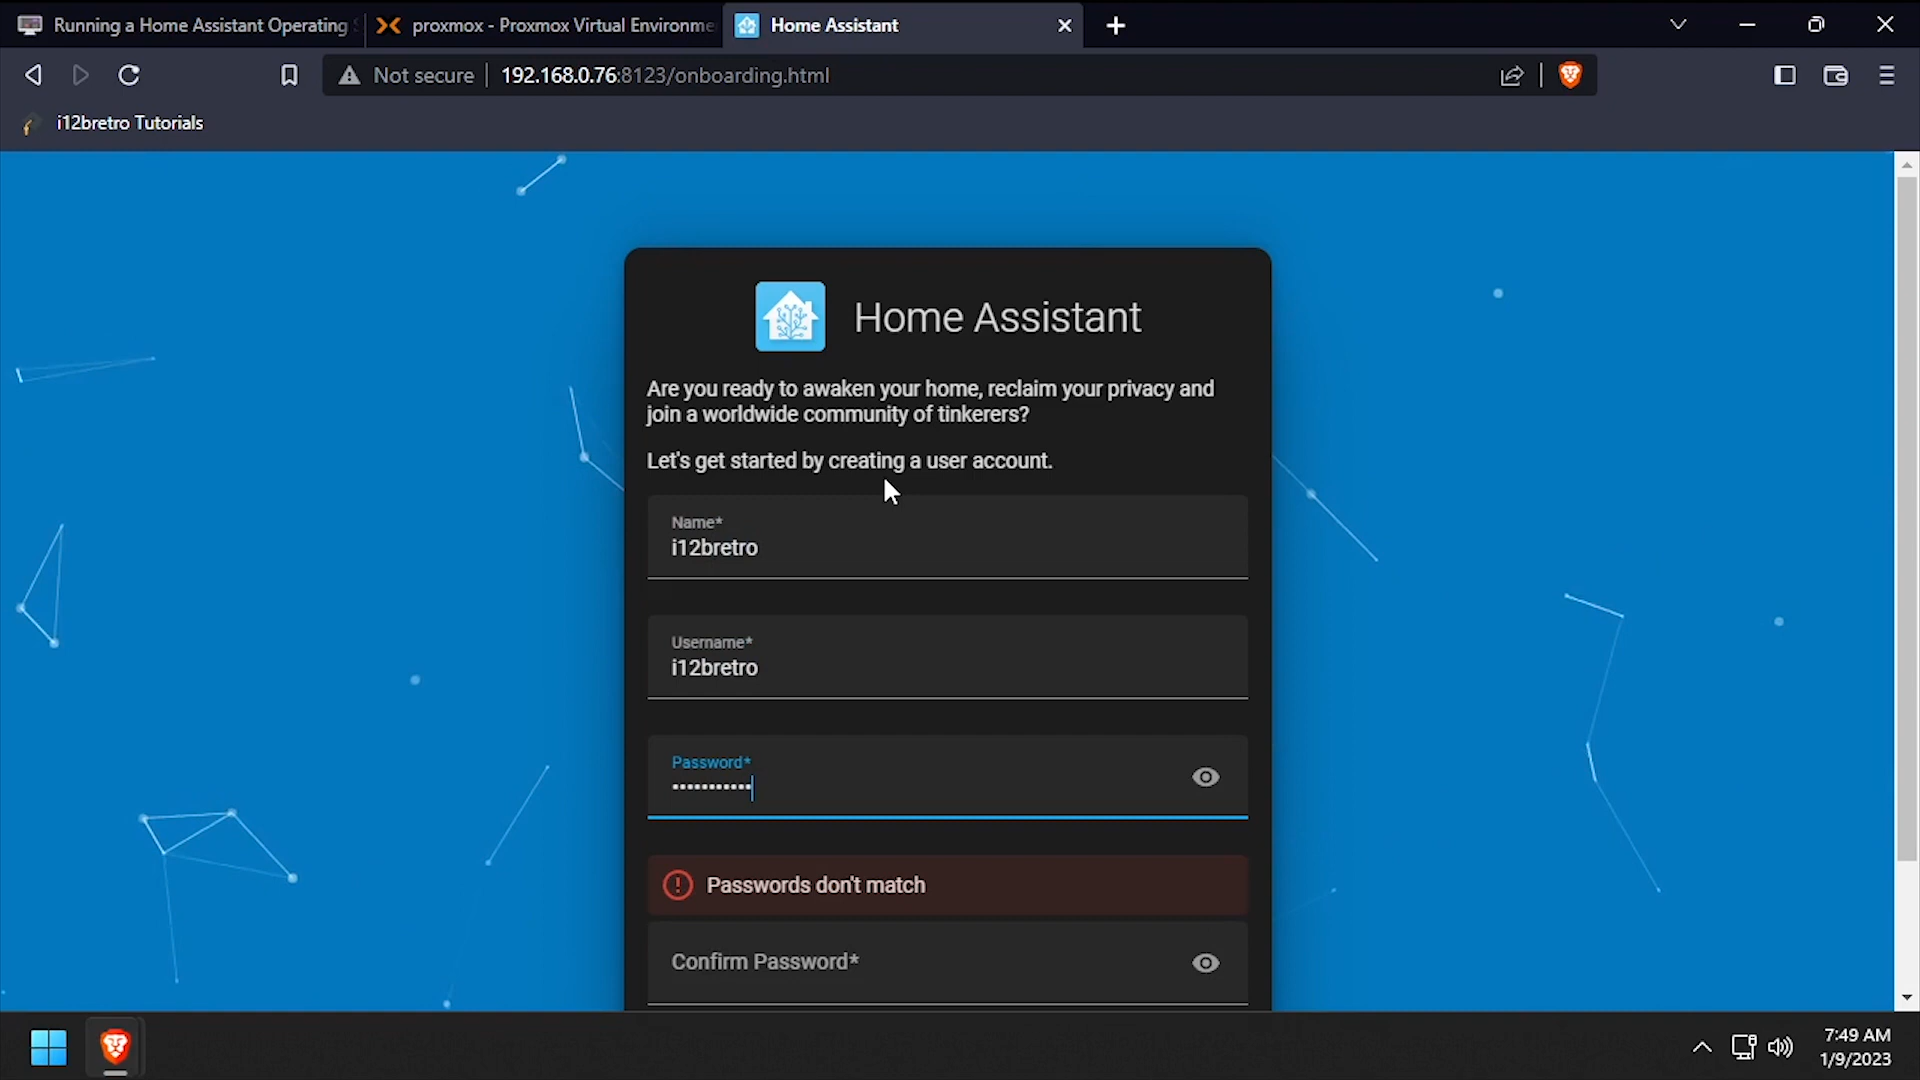 Running a Home Assistant Operating
proxmox - Proxmox Virtual Environme
Home Assistant
Not secure
192.168.0.76:8123/onboarding.html
i12bretro Tutorials
Home Assistant
Are you ready to awaken your home, reclaim your privacy and
join a worldwide community of tinkerers?
Let's get started by creating a user account.
Name*
i12bretro
Username*
i12bretro
Password*
•••••••••••
Passwords don't match
Confirm Password*
7:49 AM
1/9/2023